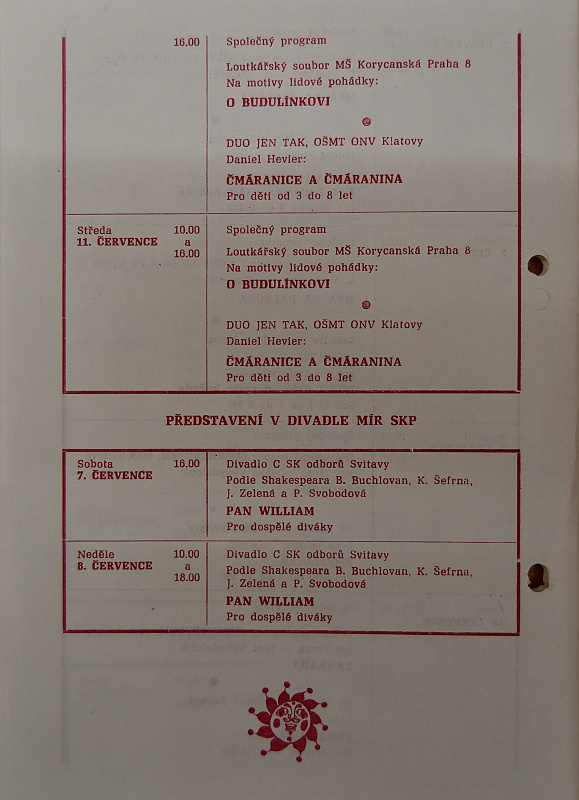 16.00 Společný program
Loutkářský soubor MŠ Korycanská Praha 8
Na motivy lidové pohádky:
O BUDULÍNKOVI
DUO JEN TAK, OŠMT ONV Klatovy
Daniel Hevier:
ČMÁRANICE A ČMÁRANINA
Pro děti od 3 do 8 let
Středa 10.00 Společný program
11. ČERVENCE a
16.00
Loutkářský soubor MŠ Korycanská Praha 8
Na motivy lidové pohádky:
O BUDULÍNKOVI
DUO JEN TAK, OŠMT ONV Klatovy
Daniel Hevier:
ČMÁRANICE A ČMÁRANINA
Pro děti od 3 do 8 let
PŘEDSTAVENÍ V DIVADLE MÍR SKP
Sobota 16.00 Divadlo C SK odborů Svitavy
7. ČERVENCE
Podle Shakespeara B. Buchlovan, K. Šefrna,
J. Zelená a P. Svobodová
PAN WILLIAM
Pro dospělé diváky
Neděle 10.00 Divadlo C SK odborů Svitavy
8. ČERVENCE a
18.00
Podle Shakespeara B. Buchlovan, K. Šefrna,
J. Zelená a P. Svobodová
PAN WILLIAM
Pro dospělé diváky